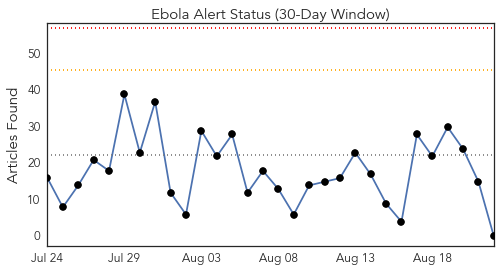 Ebola Alert Status (30-Day Window)
Articles Found
50
40
30
20
10
0
Jul 24 Jul 29 Aug 03 Aug 08 Aug 13 Aug 18